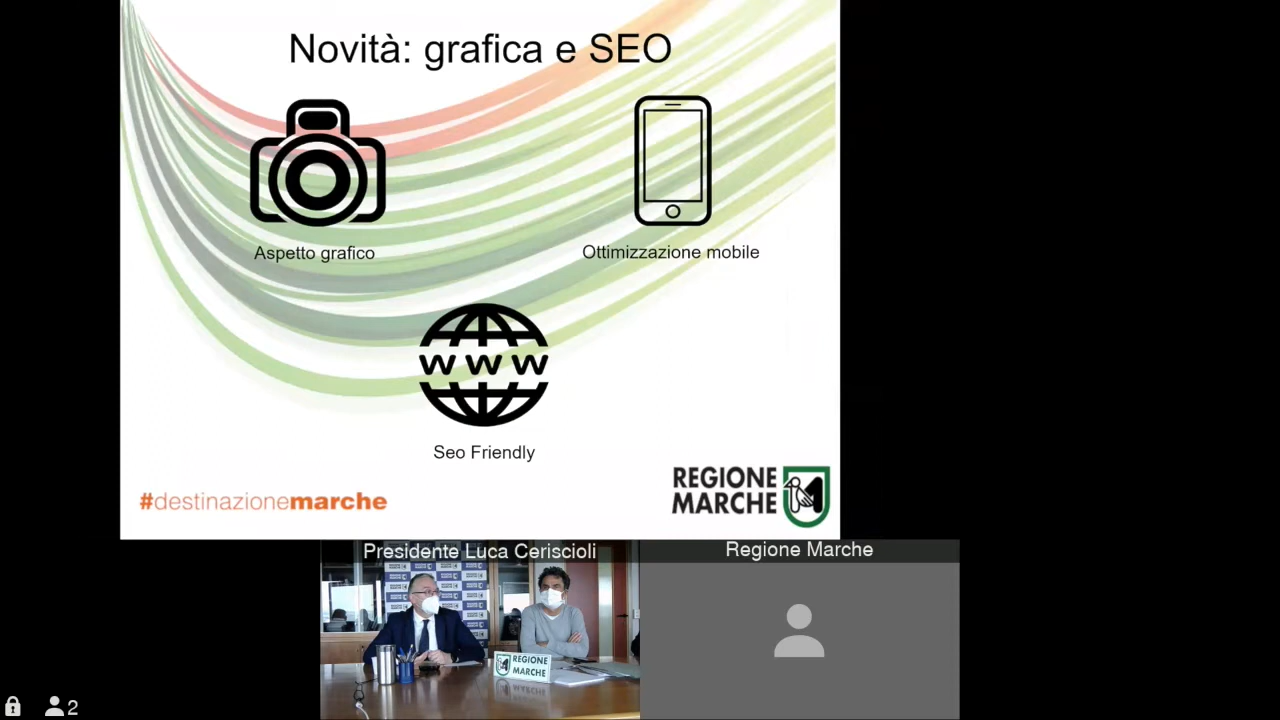 Novità: grafica e SEO
Aspetto grafico
Ottimizzazione mobile
www
Seo Friendly
#destinazionemarche
REGIONE
MARCHE
Presidente Luca Ceriscioli
Regione Marche
REGIONE
MARCHE
2